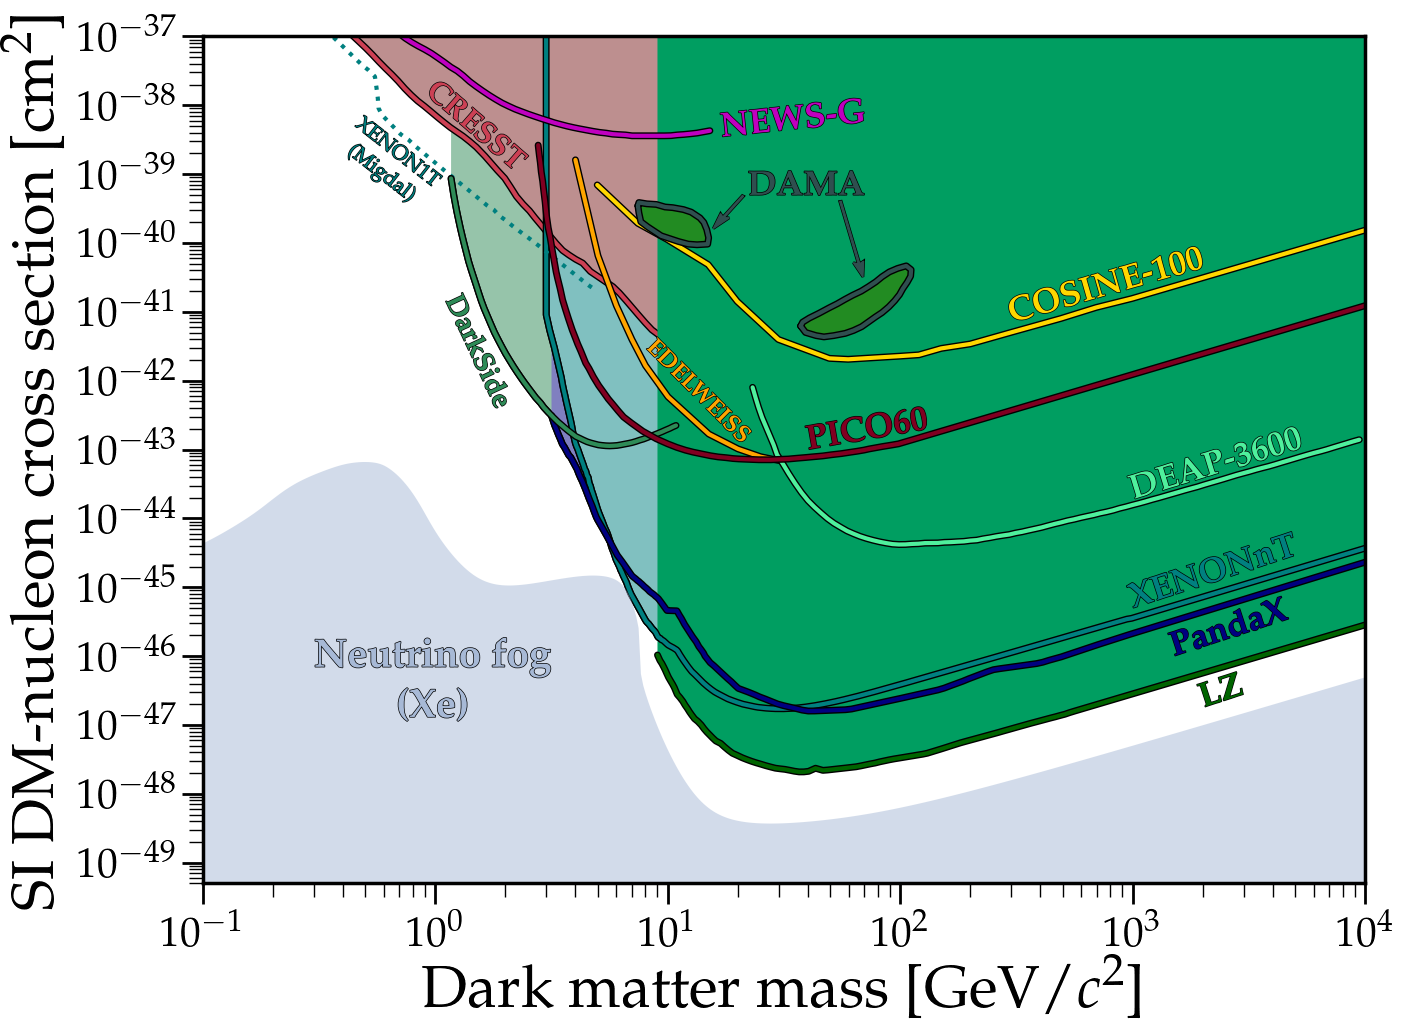 SI DM-nucleon cross section [cm²]
10⁻³⁷
10⁻³⁸
10⁻³⁹
10⁻⁴⁰
10⁻⁴¹
10⁻⁴²
10⁻⁴³
10⁻⁴⁴
10⁻⁴⁵
10⁻⁴⁶
10⁻⁴⁷
10⁻⁴⁸
10⁻⁴⁹
CRESST
NEWS-G
XENON1T
(Migdal)
DAMA
COSINE-100
DarkSide
EDELWEISS
PICO60
DEAP-3600
XENONnT
PandaX
LZ
Neutrino fog
(Xe)
10⁻¹ 10⁰ 10¹ 10² 10³ 10⁴
Dark matter mass [GeV/c²]